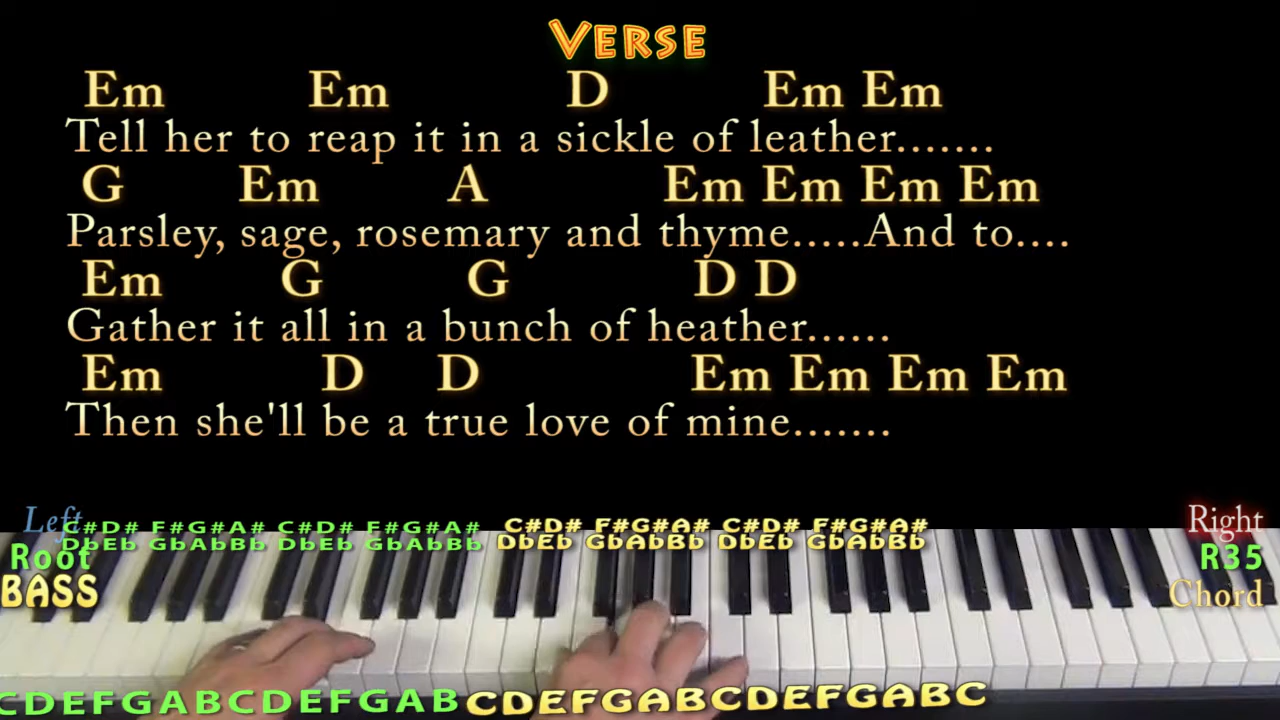 VERSE
Em Em D Em Em
Tell her to reap it in a sickle of leather.......
G Em A Em Em Em Em
Parsley, sage, rosemary and thyme.....And to....
Em G G D D
Gather it all in a bunch of heather......
Em D D Em Em Em Em
Then she'll be a true love of mine.......
Left
Root
BASS
C#D# F#G#A# C#D# F#G#A# C#D# F#G#A# C#D# F#G#A#
DbEb GbAbBb DbEb GbAbBb DbEb GbAbBb DbEb GbAbBb
Right
R35
Chord
CDEFGABCDEFGAB CDEFGABCDEFGABC